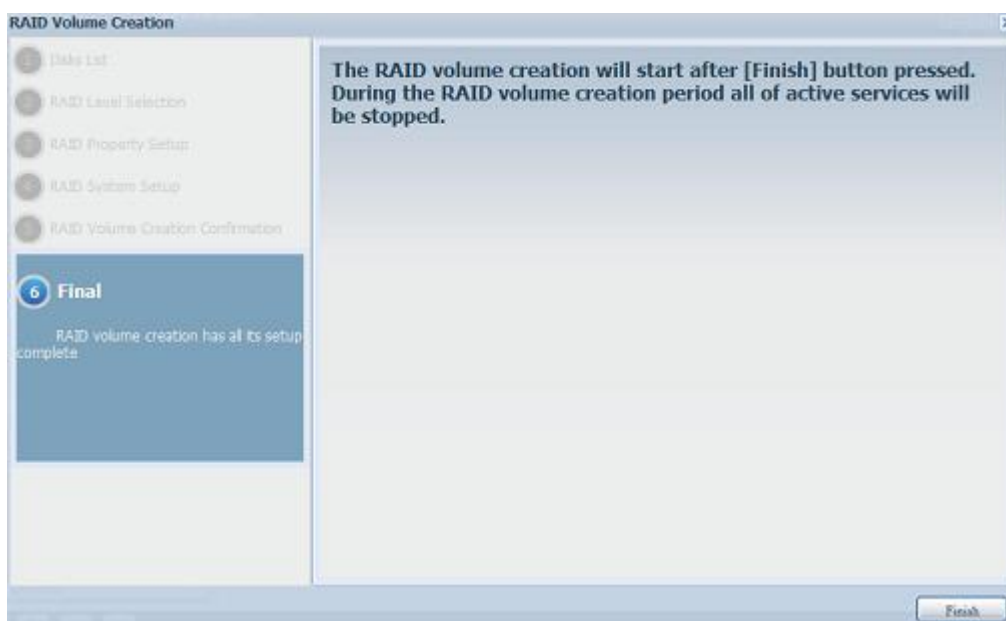 RAID Volume Creation
Disks List
RAID Level Selection
RAID Property Setup
RAID System Setup
RAID Volume Creation Confirmation
6 Final
RAID volume creation has all its setup
complete
The RAID volume creation will start after [Finish] button pressed.
During the RAID volume creation period all of active services will
be stopped.
Finish